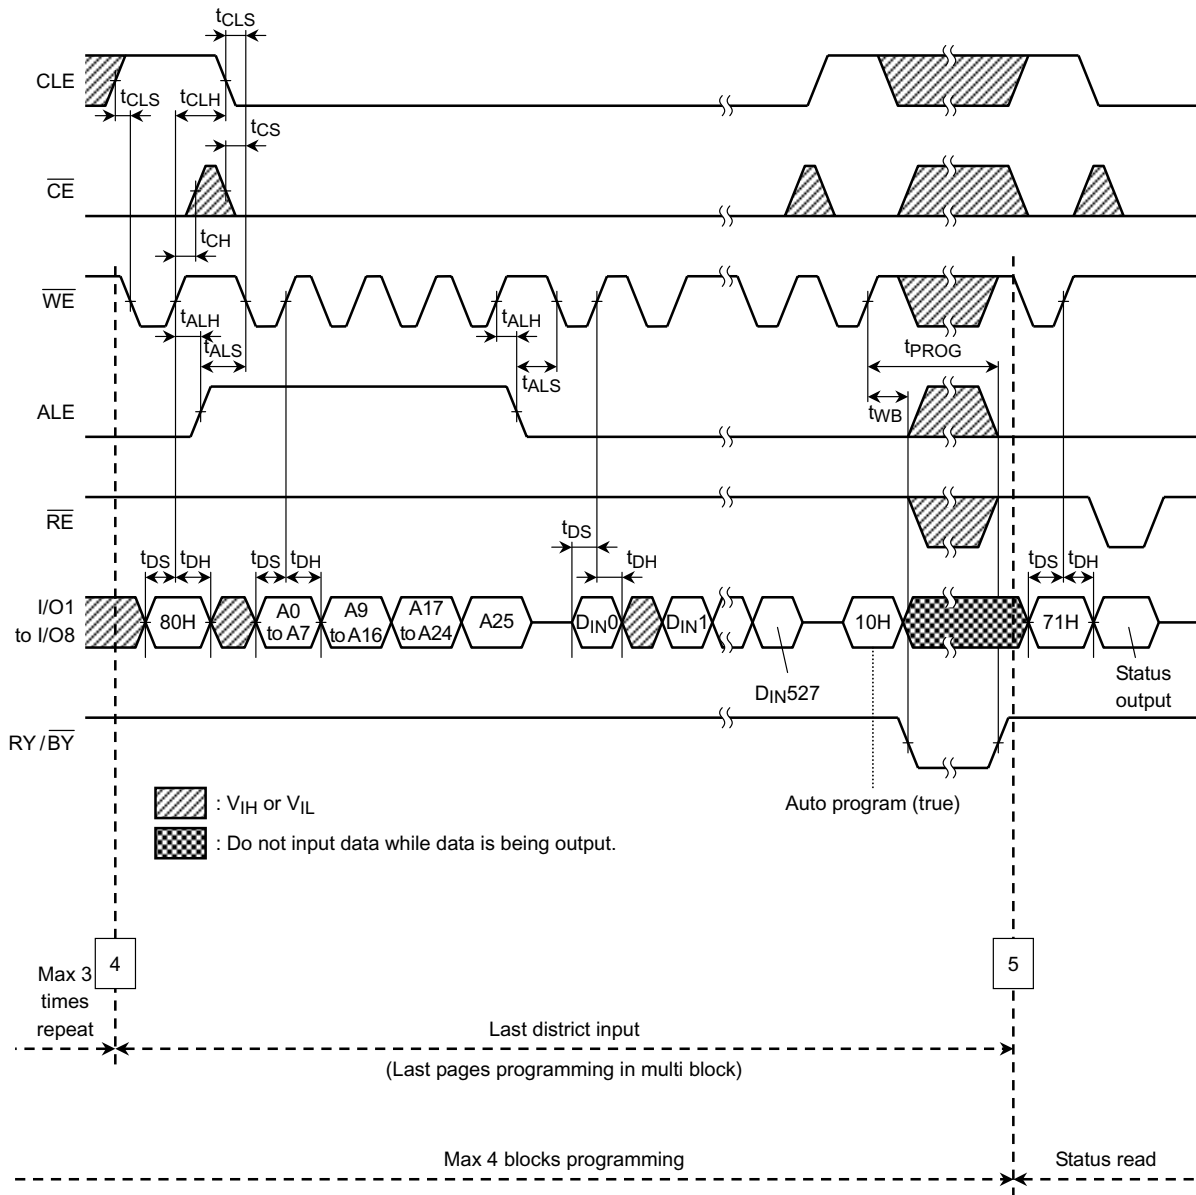 tCLS
CLE
tCLS
tCLH
tCS
CE
tCH
WE
tALH
tALH
tALS
tPROG
tALS
ALE
tWB
RE
tDS
tDS
tDH
tDS
tDH
tDH
tDS
tDH
I/O1
to I/O8
80H
A0
to A7
A9
to A16
A17
to A24
A25
DIN0
DIN1
10H
71H
DIN527
Status
output
RY/BY
: VIH or VIL
Auto program (true)
: Do not input data while data is being output.
4
5
Max 3
times
repeat
Last district input
(Last pages programming in multi block)
Max 4 blocks programming
Status read